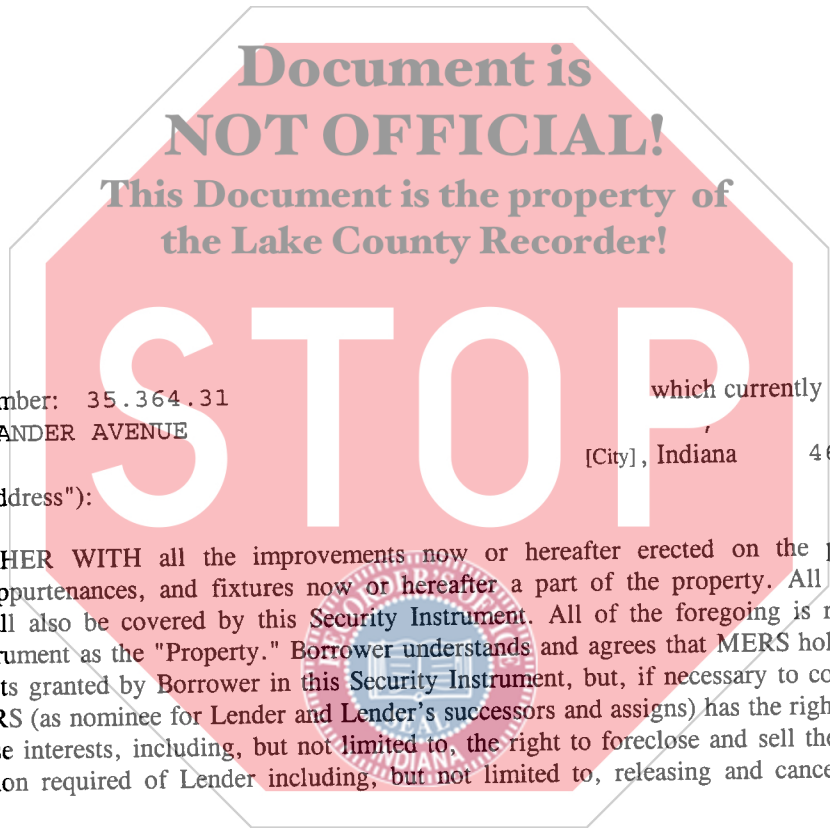 Document is
NOT OFFICIAL!
This Document is the property of
the Lake County Recorder!
STOP
mber: 35.364.31
which currently
ANDER AVENUE
,
[City], Indiana 46
ddress"):
HER WITH all the improvements now or hereafter erected on the p
ppurtenances, and fixtures now or hereafter a part of the property. All
ll also be covered by this Security Instrument. All of the foregoing is r
rument as the "Property." Borrower understands and agrees that MERS hol
ts granted by Borrower in this Security Instrument, but, if necessary to co
RS (as nominee for Lender and Lender's successors and assigns) has the righ
se interests, including, but not limited to, the right to foreclose and sell the
on required of Lender including, but not limited to, releasing and cance
SEAL
INDIANA